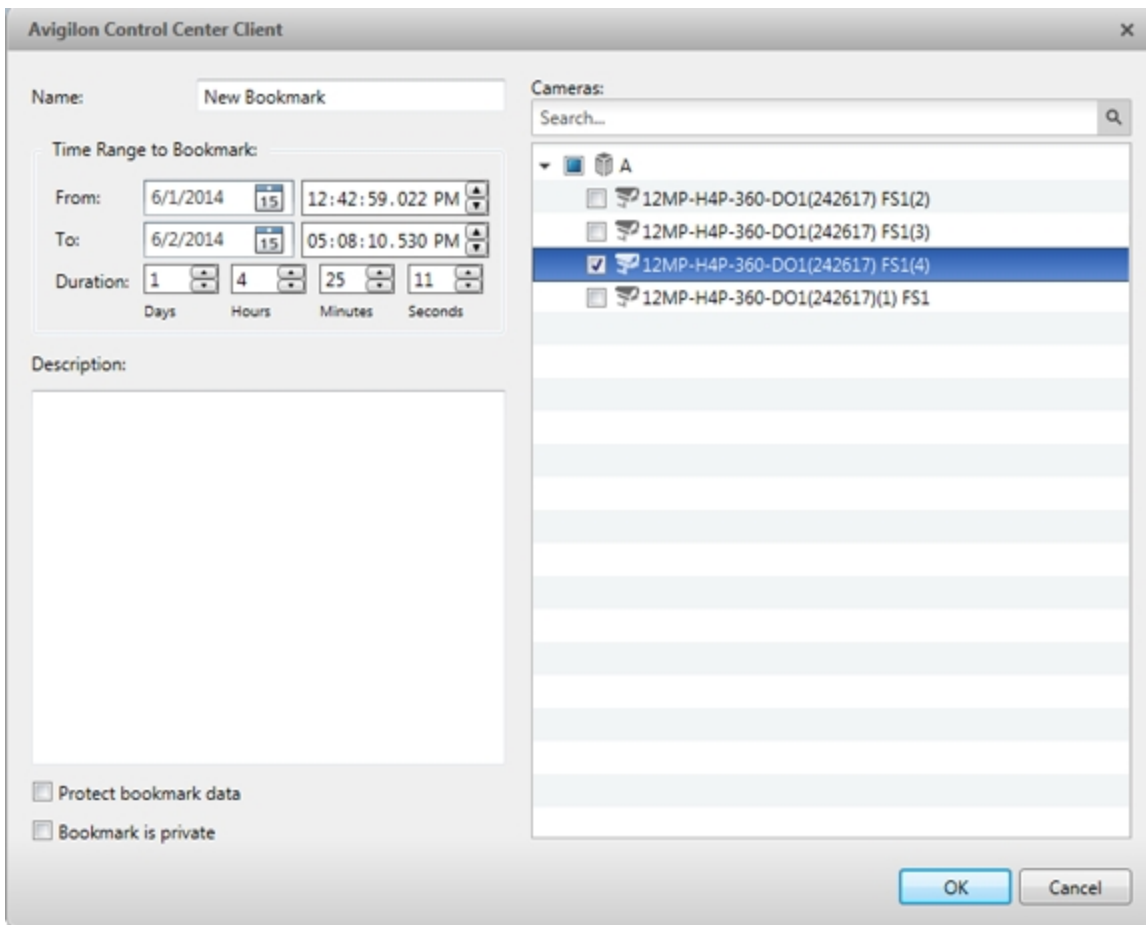 Avigilon Control Center Client
Name:
New Bookmark
Time Range to Bookmark:
From:
6/1/2014
15
12:42:59.022 PM
To:
6/2/2014
15
05:08:10.530 PM
Duration:
1
4
25
11
Days
Hours
Minutes
Seconds
Description:
Protect bookmark data
Bookmark is private
Cameras:
Search...
A
12MP-H4P-360-DO1(242617) FS1(2)
12MP-H4P-360-DO1(242617) FS1(3)
12MP-H4P-360-DO1(242617) FS1(4)
12MP-H4P-360-DO1(242617)(1) FS1
OK
Cancel